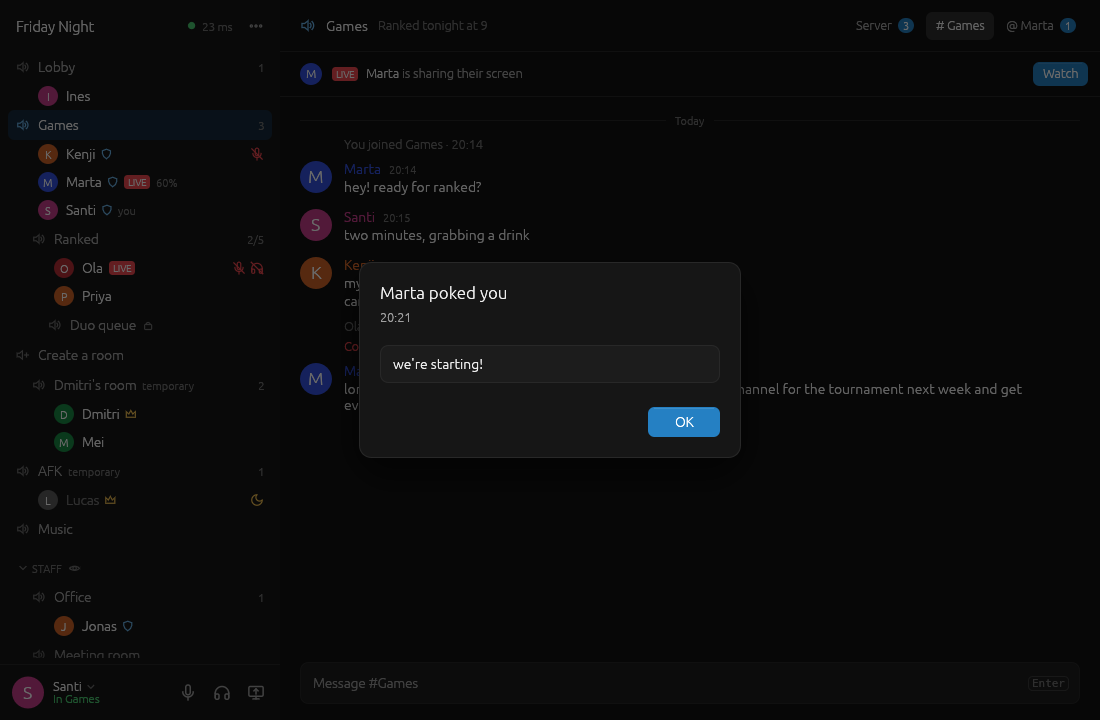 Friday Night 23 ms
Lobby 1
I Ines
Games 3
K Kenji
M Marta LIVE 60%
S Santi you
Ranked 2/5
O Ola LIVE
P Priya
Duo queue
Create a room
Dmitri's room temporary 2
D Dmitri
M Mei
AFK temporary 1
L Lucas
Music
STAFF
Office 1
J Jonas
Meeting room
S Santi
In Games
Games Ranked tonight at 9
Server 3 # Games @ Marta 1
M LIVE Marta is sharing their screen Watch
Today
You joined Games · 20:14
M Marta 20:14
hey! ready for ranked?
S Santi 20:15
two minutes, grabbing a drink
K
my
M
for the tournament next week and get
Marta poked you
20:21
we're starting!
OK
Message #Games Enter